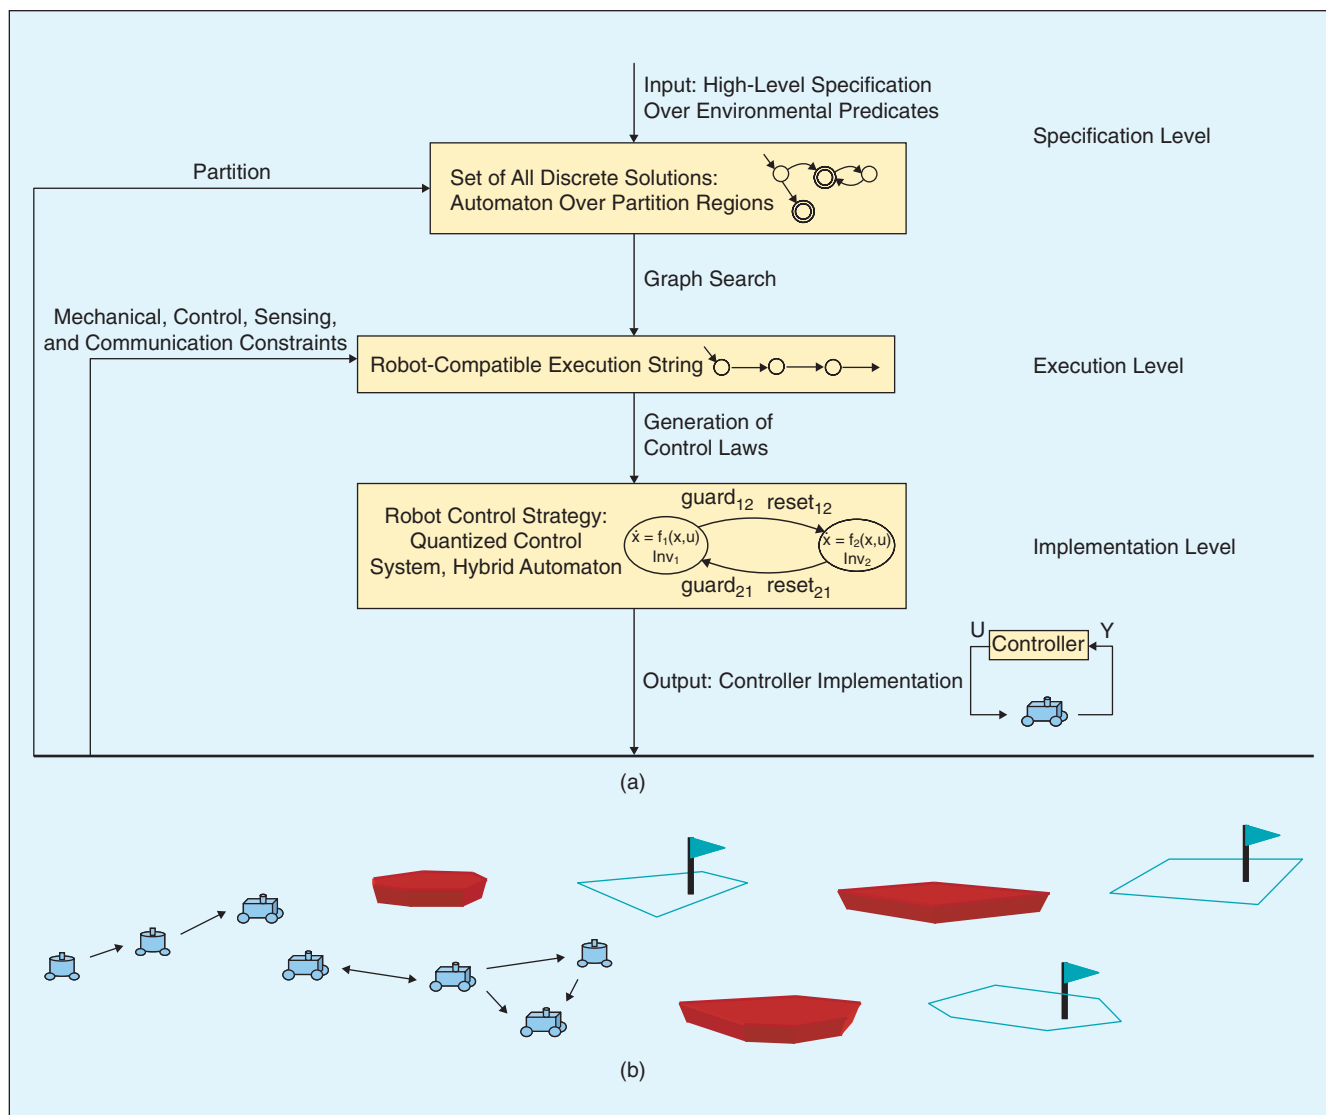 Input: High-Level Specification
Over Environmental Predicates
Specification Level
Partition
Set of All Discrete Solutions:
Automaton Over Partition Regions
Graph Search
Mechanical, Control, Sensing,
and Communication Constraints
Robot-Compatible Execution String
Execution Level
Generation of
Control Laws
guard12 reset12
Robot Control Strategy:
Quantized Control
System, Hybrid Automaton
ẋ = f1(x,u)
Inv1
ẋ = f2(x,u)
Inv2
guard21 reset21
Implementation Level
U
Controller
Y
Output: Controller Implementation
(a)
(b)